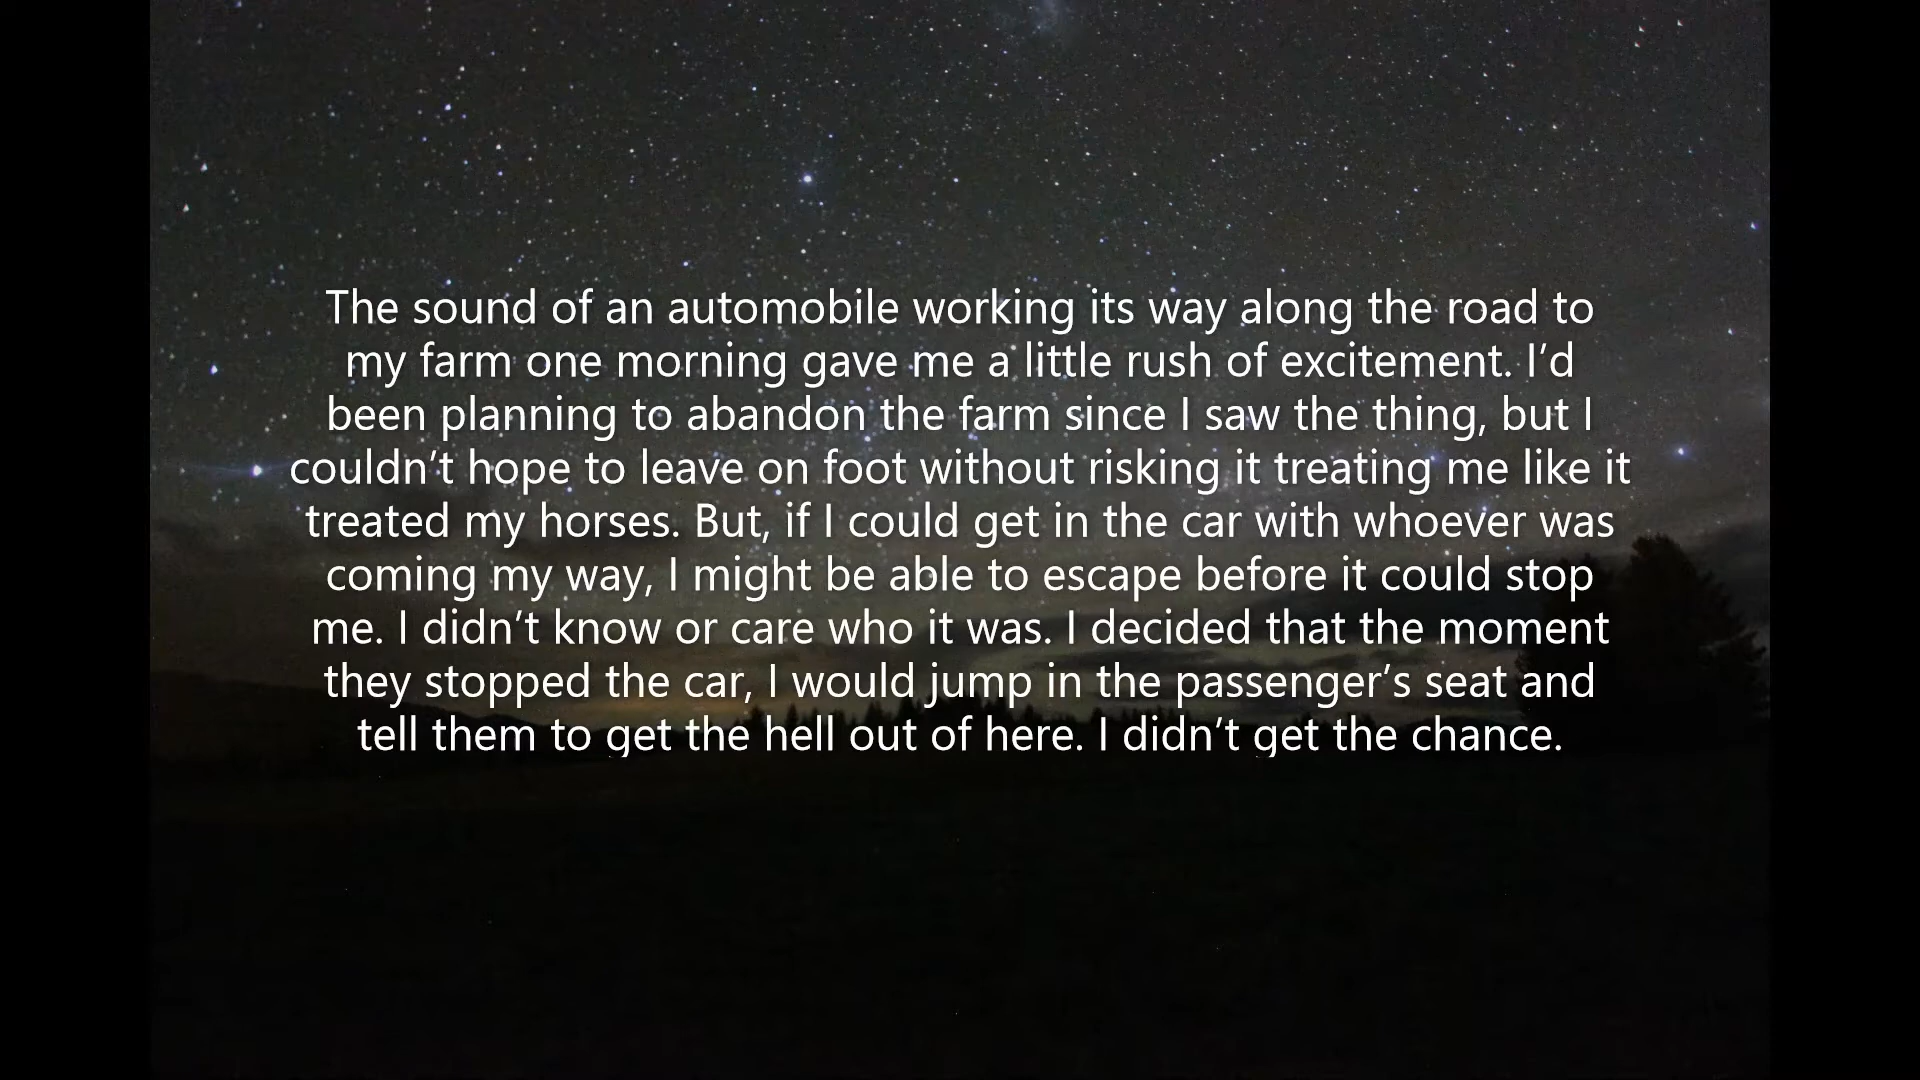 The sound of an automobile working its way along the road to
my farm one morning gave me a little rush of excitement. I’d
been planning to abandon the farm since I saw the thing, but I
couldn’t hope to leave on foot without risking it treating me like it
treated my horses. But, if I could get in the car with whoever was
coming my way, I might be able to escape before it could stop
me. I didn’t know or care who it was. I decided that the moment
they stopped the car, I would jump in the passenger’s seat and
tell them to get the hell out of here. I didn’t get the chance.